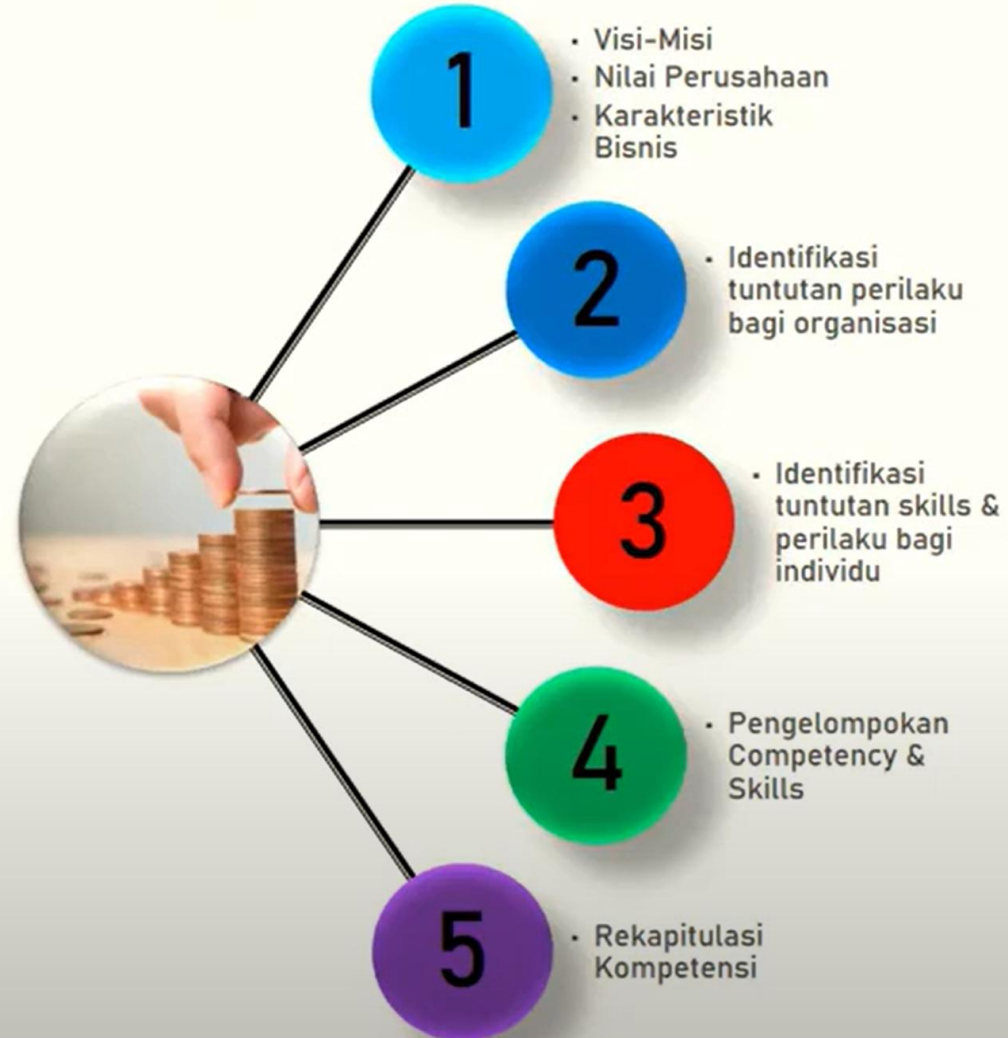 1
· Visi-Misi
· Nilai Perusahaan
· Karakteristik
Bisnis
2
· Identifikasi
tuntutan perilaku
bagi organisasi
3
· Identifikasi
tuntutan skills &
perilaku bagi
individu
4
· Pengelompokan
Competency &
Skills
5
· Rekapitulasi
Kompetensi